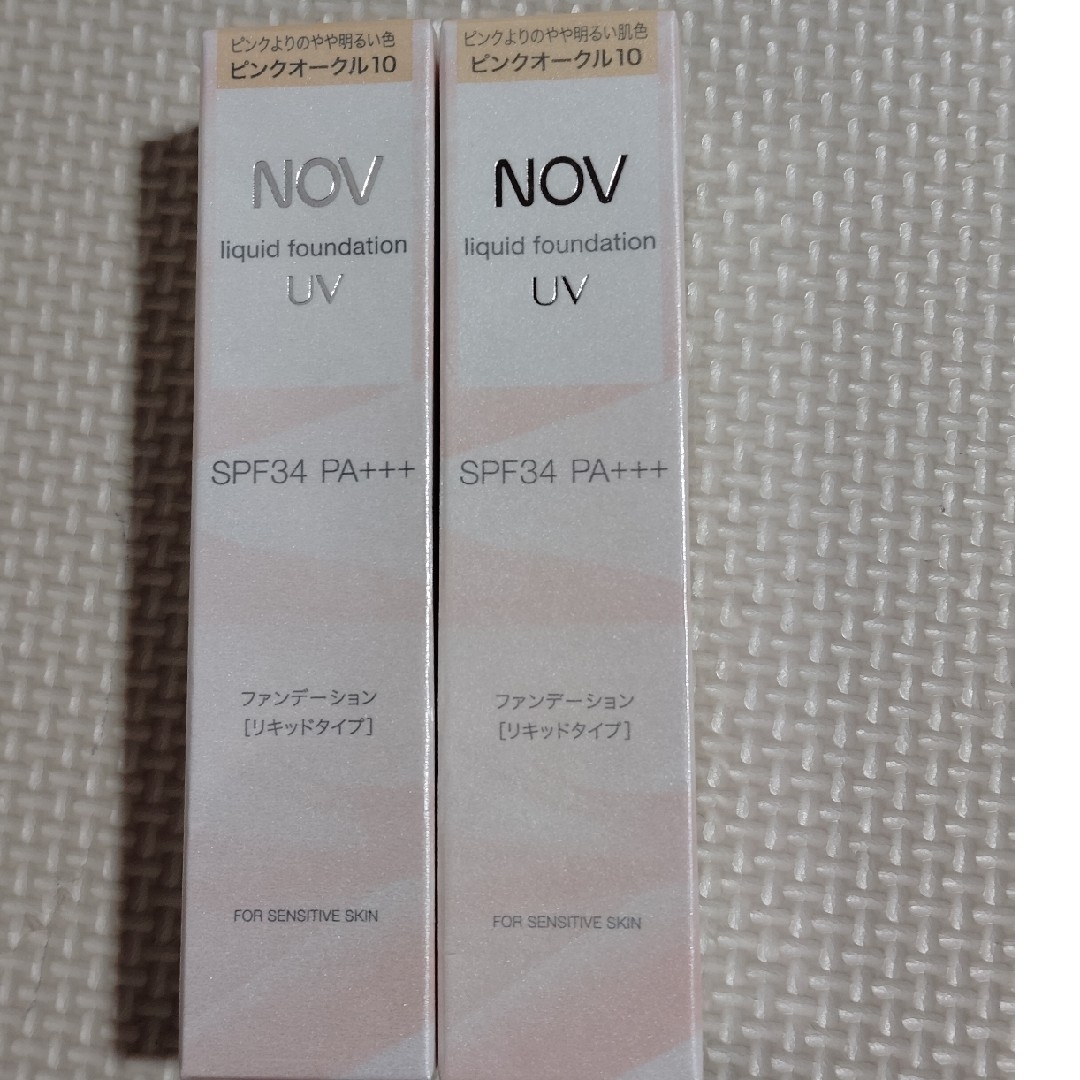 ピンクよりのやや明るい色
ピンクオークル10
NOV
liquid foundation
UV
SPF34 PA+++
ファンデーション
[リキッドタイプ]
FOR SENSITIVE SKIN
ピンクよりのやや明るい肌色
ピンクオークル10
NOV
liquid foundation
UV
SPF34 PA+++
ファンデーション
[リキッドタイプ]
FOR SENSITIVE SKIN